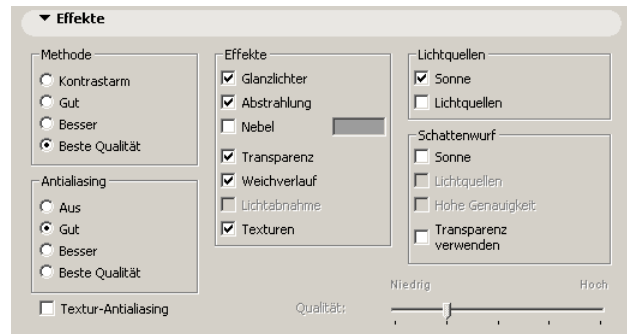 Effekte
Methode
Kontrastarm
Gut
Besser
Beste Qualität
Antialiasing
Aus
Gut
Besser
Beste Qualität
Textur-Antialiasing
Effekte
Glanzlichter
Abstrahlung
Nebel
Transparenz
Weichverlauf
Lichtabnahme
Texturen
Lichtquellen
Sonne
Lichtquellen
Schattenwurf
Sonne
Lichtquellen
Hohe Genauigkeit
Transparenz
verwenden
Niedrig Hoch
Qualität: